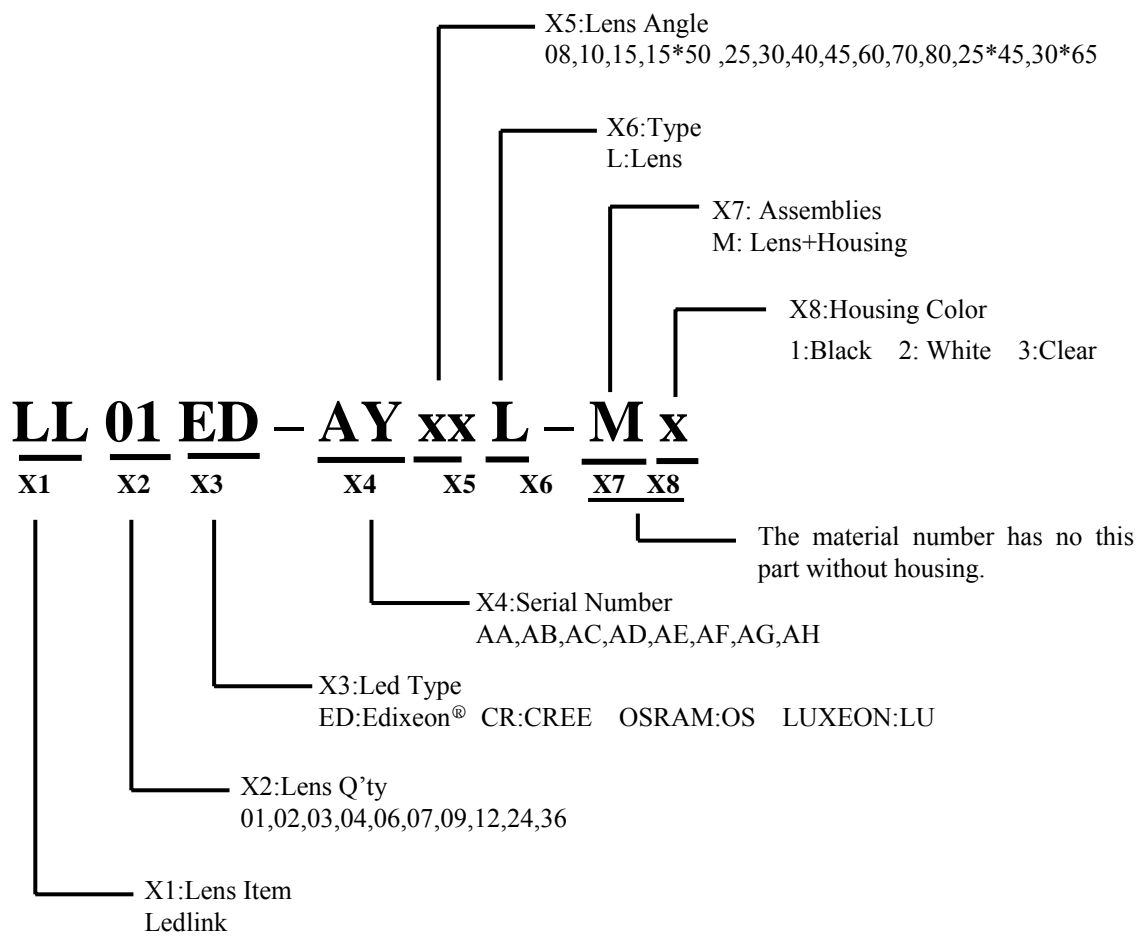 X5:Lens Angle
08,10,15,15*50 ,25,30,40,45,60,70,80,25*45,30*65
X6:Type
L:Lens
X7: Assemblies
M: Lens+Housing
X8:Housing Color
1:Black 2: White 3:Clear
LL 01 ED – AY xx L – M x
X1 X2 X3 X4 X5 X6 X7 X8
The material number has no this
part without housing.
X4:Serial Number
AA,AB,AC,AD,AE,AF,AG,AH
X3:Led Type
ED:Edixeon® CR:CREE OSRAM:OS LUXEON:LU
X2:Lens Q’ty
01,02,03,04,06,07,09,12,24,36
X1:Lens Item
Ledlink